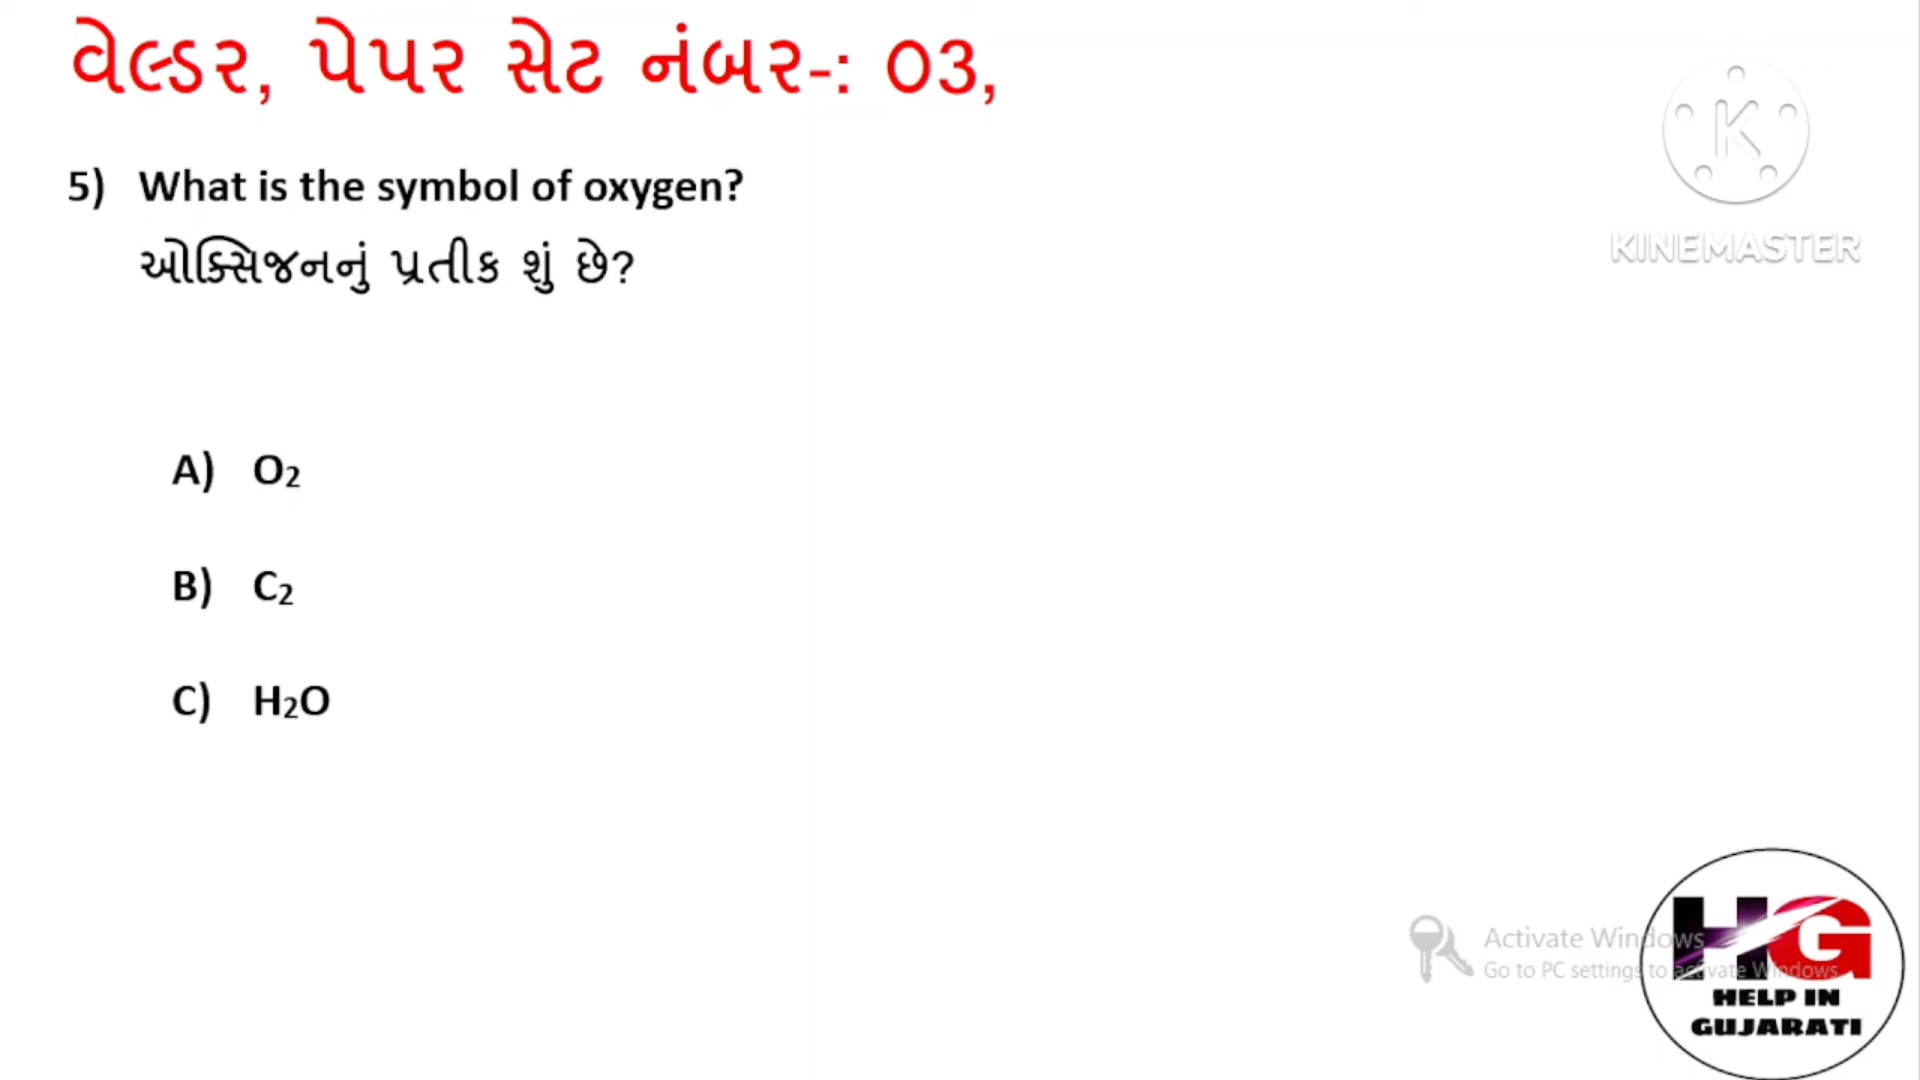 વેલ્ડર, પેપર સેટ નંબર-: 03,
K
KINEMASTER
5) What is the symbol of oxygen?
ઓક્સિજનનું પ્રતીક શું છે?
A) O₂
B) C₂
C) H₂O
Activate Windows
Go to PC settings to activate Windows.
HG
HELP IN
GUJARATI